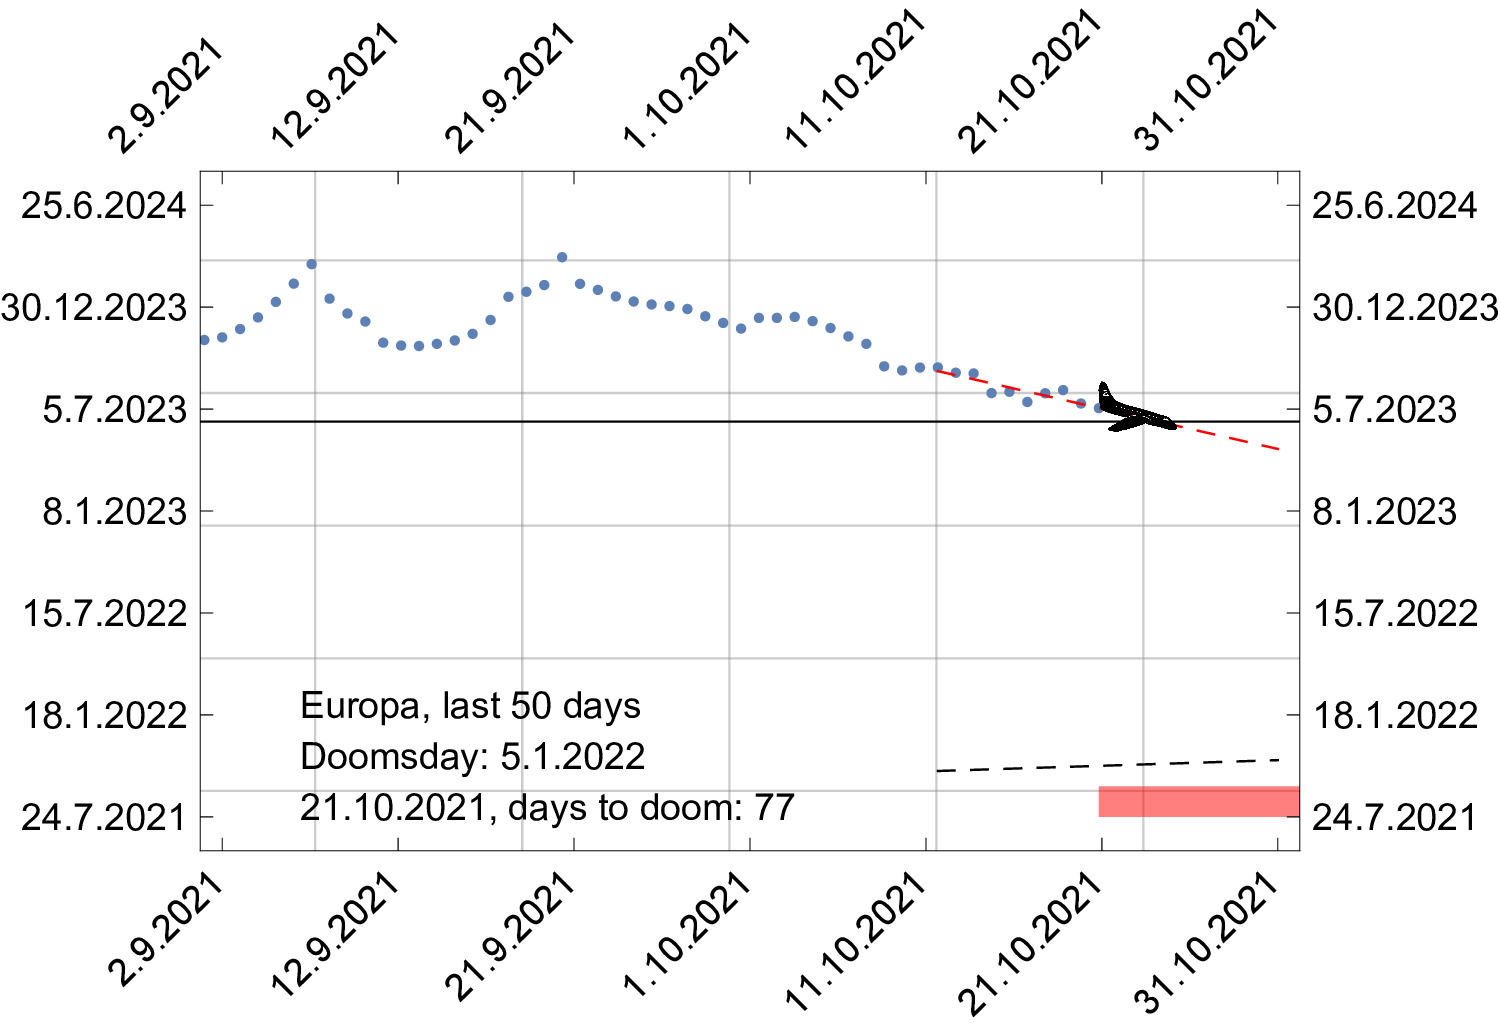 2.9.2021 12.9.2021 21.9.2021 1.10.2021 11.10.2021 21.10.2021 31.10.2021
25.6.2024 25.6.2024
30.12.2023 30.12.2023
5.7.2023 5.7.2023
8.1.2023 8.1.2023
15.7.2022 15.7.2022
18.1.2022 18.1.2022
24.7.2021 24.7.2021
Europa, last 50 days
Doomsday: 5.1.2022
21.10.2021, days to doom: 77
2.9.2021 12.9.2021 21.9.2021 1.10.2021 11.10.2021 21.10.2021 31.10.2021